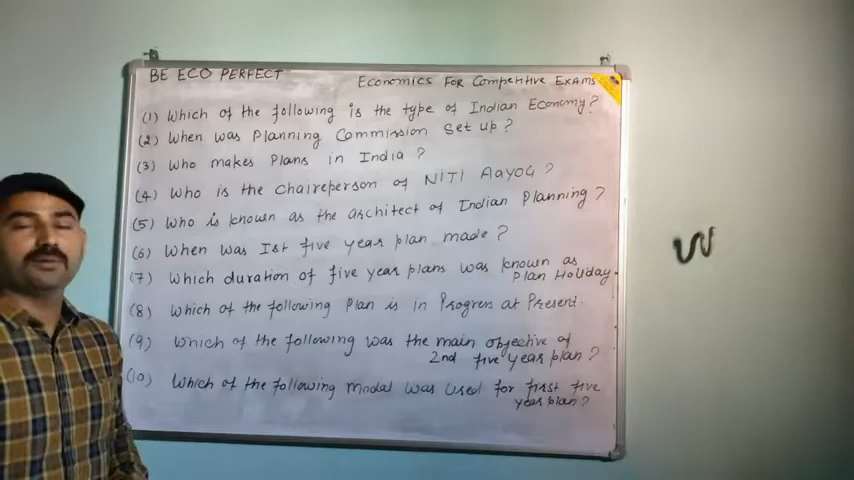 BE ECO PERFECT
ECONOMICS FOR COMPETITIVE EXAMS
(1) Which of the following is the type of Indian Economy?
(2) When was Planning Commission Set up?
(3) Who makes Plans in India?
(4) Who is the chaireperson of NITI AAYOG?
(5) Who is known as the architect of Indian Planning?
(6) When was Ist five year plan made?
(7) Which duration of five year plans was known as
Plan Holiday.
(8) Which of the following Plan is in Progress at Present.
(9) Which of the following was the main objective of
2nd five year plan?
(10) Which of the following modal was used for first five
year plan?